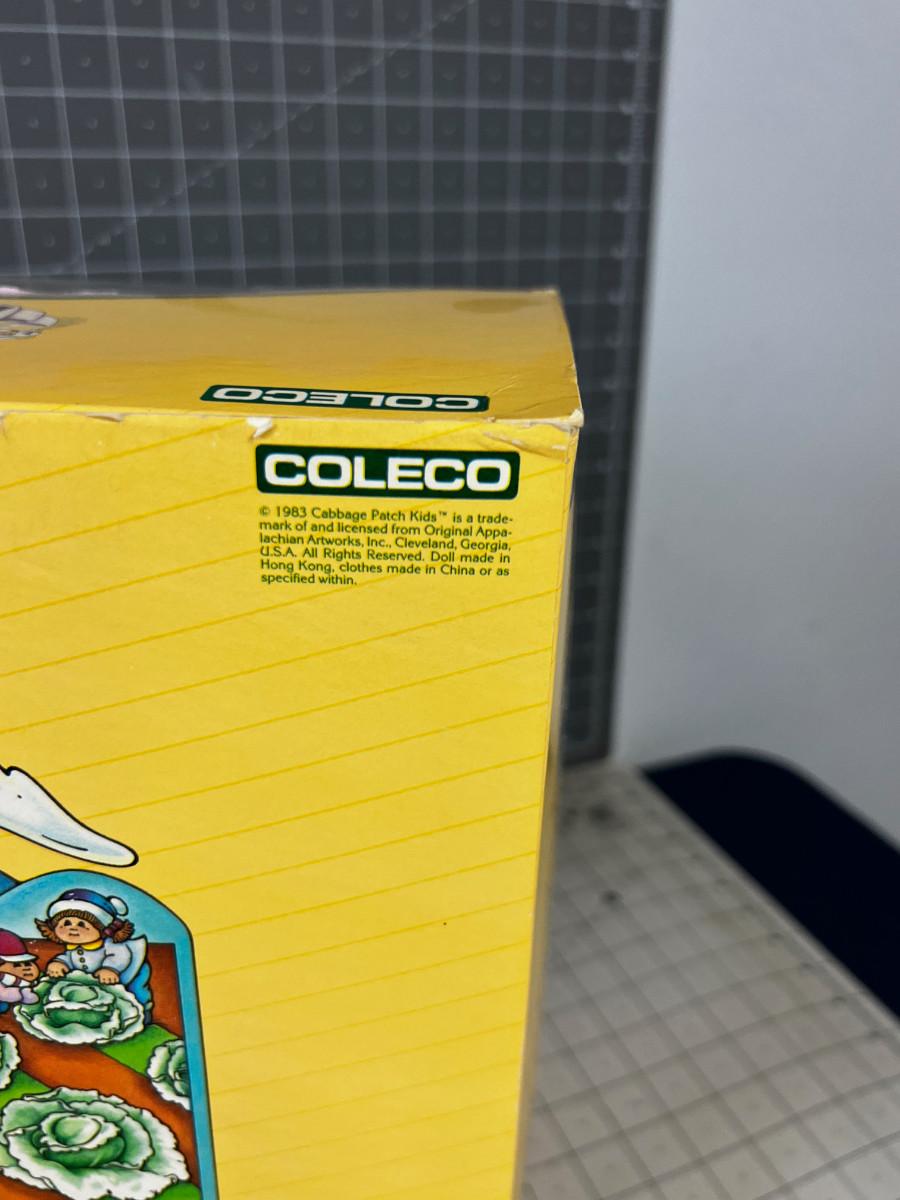 COLECO
COLECO
© 1983 Cabbage Patch Kids™ is a trade-
mark of and licensed from Original Appa-
lachian Artworks, Inc., Cleveland, Georgia,
U.S.A. All Rights Reserved. Doll made in
Hong Kong, clothes made in China or as
specified within.